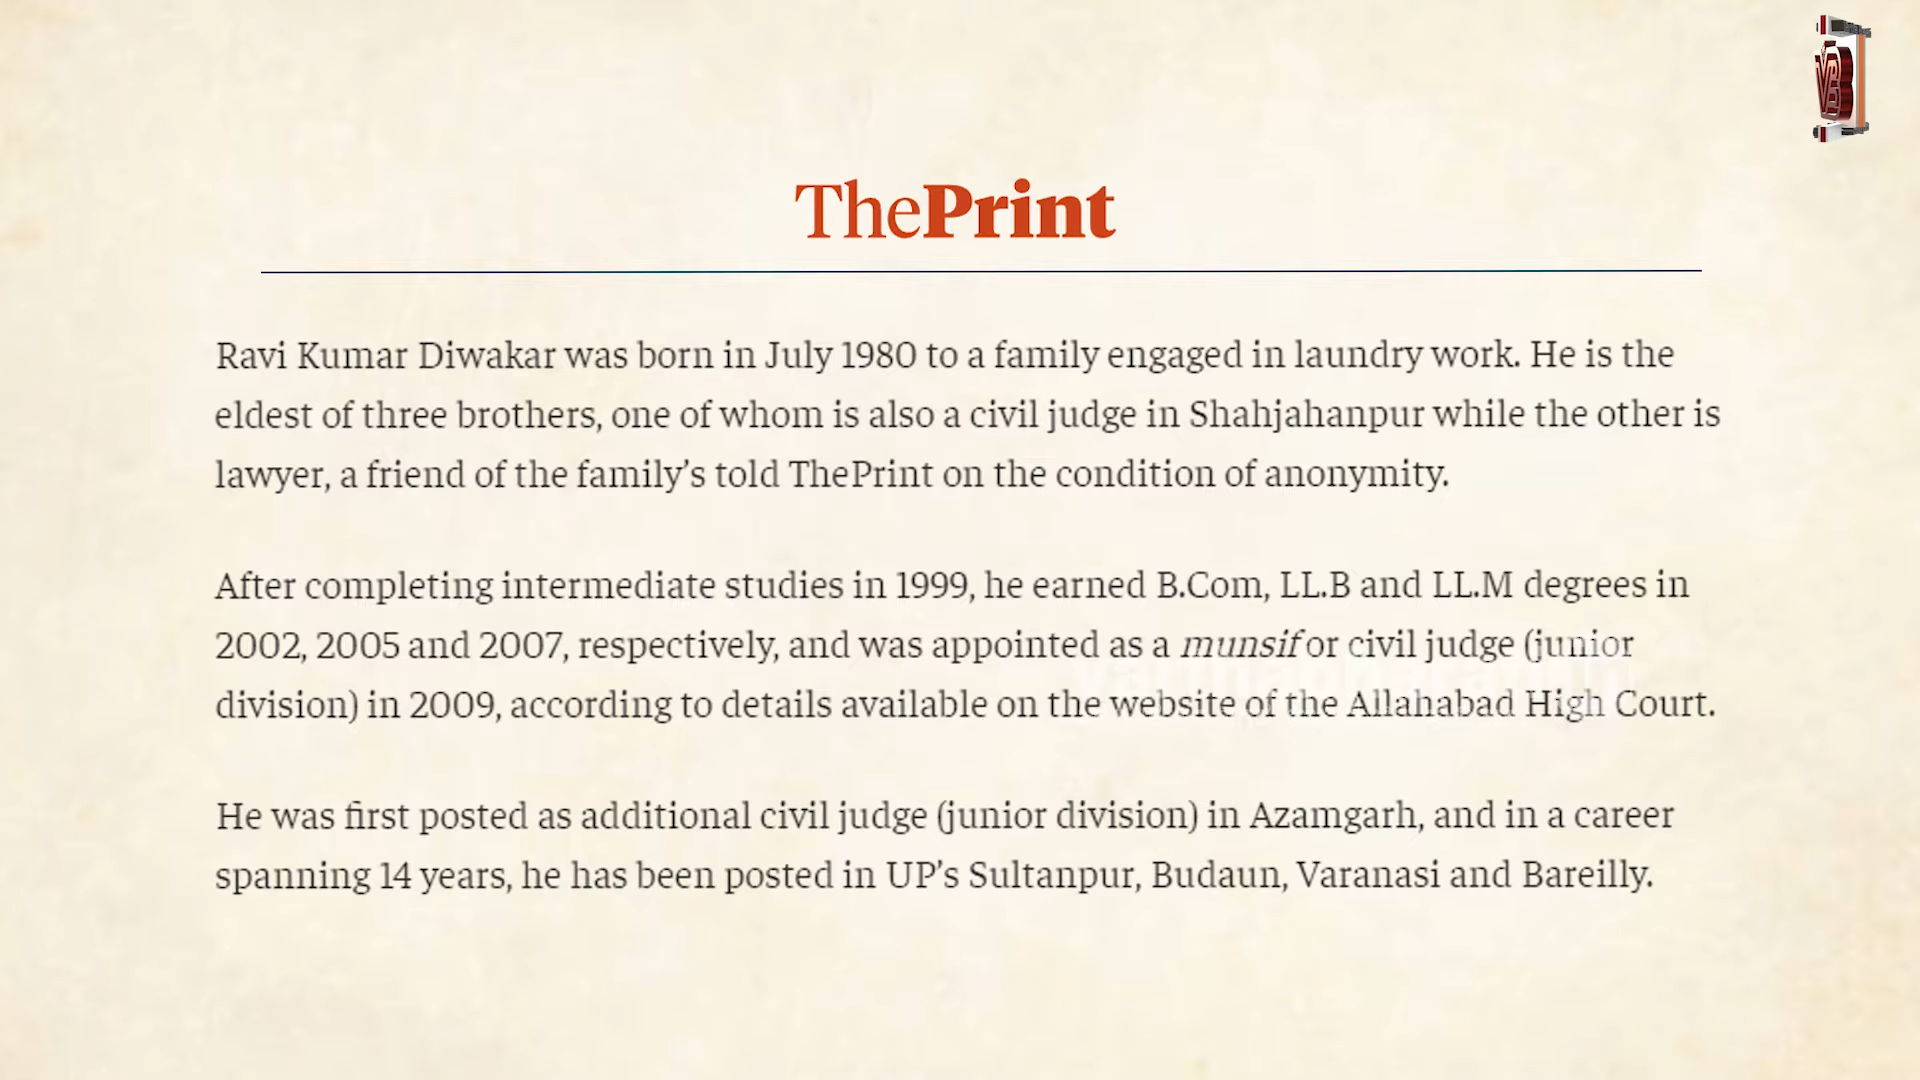 VB
ThePrint
Ravi Kumar Diwakar was born in July 1980 to a family engaged in laundry work. He is the
eldest of three brothers, one of whom is also a civil judge in Shahjahanpur while the other is
lawyer, a friend of the family’s told ThePrint on the condition of anonymity.
After completing intermediate studies in 1999, he earned B.Com, LL.B and LL.M degrees in
2002, 2005 and 2007, respectively, and was appointed as a munsif or civil judge (junior
division) in 2009, according to details available on the website of the Allahabad High Court.
He was first posted as additional civil judge (junior division) in Azamgarh, and in a career
spanning 14 years, he has been posted in UP’s Sultanpur, Budaun, Varanasi and Bareilly.